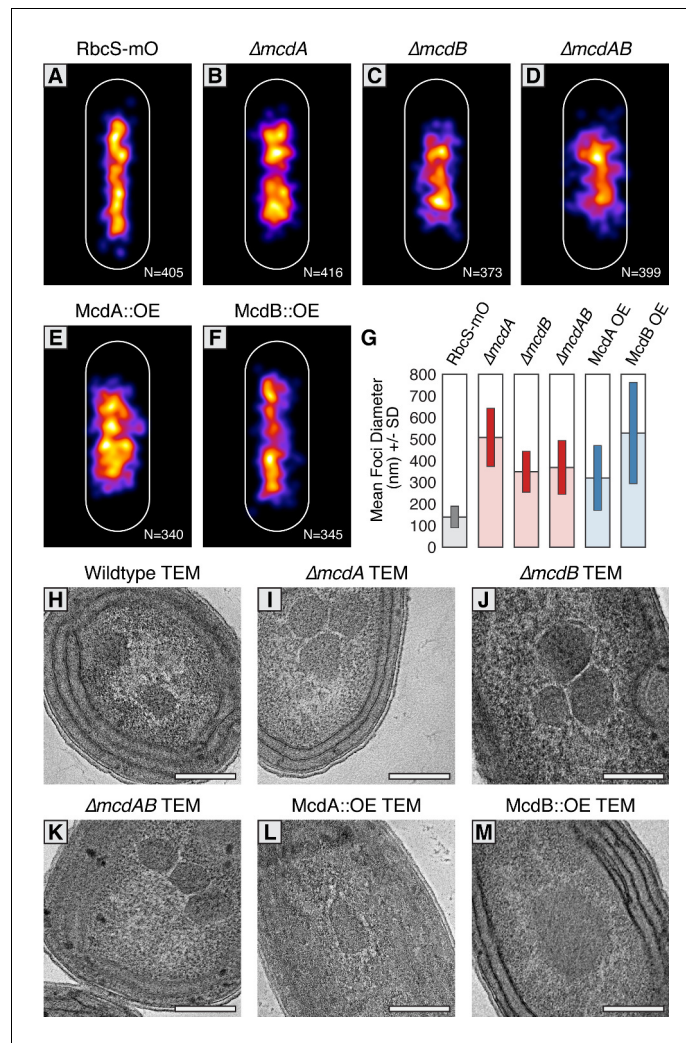 RbcS-mO ΔmcdA ΔmcdB ΔmcdAB
A B C D
N=405 N=416 N=373 N=399
McdA::OE McdB::OE
E F G
N=340 N=345
RbcS-mO ΔmcdA ΔmcdB ΔmcdAB McdA OE McdB OE
Mean Foci Diameter
(nm) +/- SD
800
700
600
500
400
300
200
100
0
Wildtype TEM ΔmcdA TEM ΔmcdB TEM
H I J
ΔmcdAB TEM McdA::OE TEM McdB::OE TEM
K L M